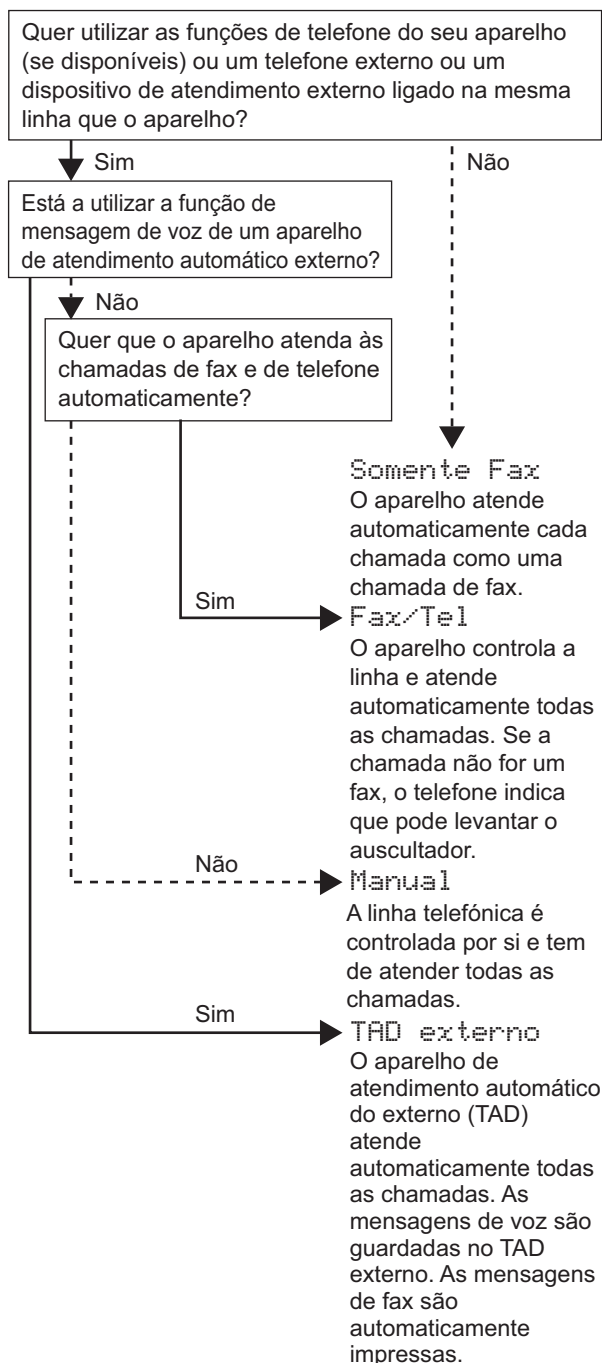 Quer utilizar as funções de telefone do seu aparelho
(se disponíveis) ou um telefone externo ou um
dispositivo de atendimento externo ligado na mesma
linha que o aparelho?
Sim
Não
Está a utilizar a função de
mensagem de voz de um aparelho
de atendimento automático externo?
Não
Quer que o aparelho atenda às
chamadas de fax e de telefone
automaticamente?
Somente Fax
O aparelho atende
automaticamente cada
chamada como uma
chamada de fax.
Sim
Fax/Tel
O aparelho controla a
linha e atende
automaticamente todas
as chamadas. Se a
chamada não for um
fax, o telefone indica
que pode levantar o
auscultador.
Não
Manual
A linha telefónica é
controlada por si e tem
de atender todas as
chamadas.
Sim
TAD externo
O aparelho de
atendimento automático
do externo (TAD)
atende
automaticamente todas
as chamadas. As
mensagens de voz são
guardadas no TAD
externo. As mensagens
de fax são
automaticamente
impressas.